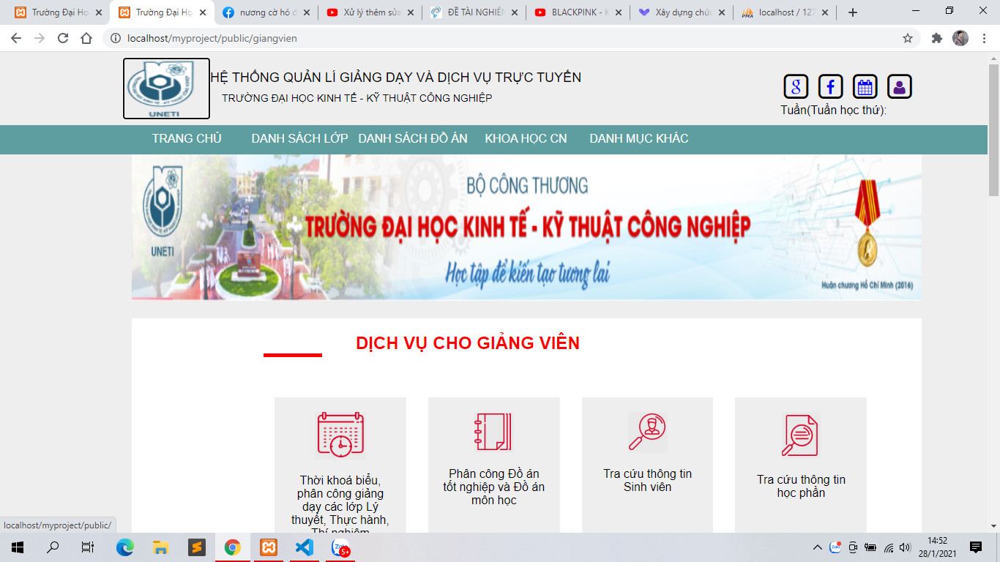 Trường Đại Họ
Trường Đại Họ
nương cờ hó đ
Xử lý thêm sửa
ĐỀ TÀI NGHIÊN
BLACKPINK - K
Xây dựng chức
localhost / 127
localhost/myproject/public/giangvien
HỆ THỐNG QUẢN LÍ GIẢNG DẠY VÀ DỊCH VỤ TRỰC TUYẾN
TRƯỜNG ĐẠI HỌC KINH TẾ - KỸ THUẬT CÔNG NGHIỆP
UNETI
Tuần(Tuần học thứ):
TRANG CHỦ
DANH SÁCH LỚP
DANH SÁCH ĐỒ ÁN
KHOA HỌC CN
DANH MỤC KHÁC
BỘ CÔNG THƯƠNG
TRƯỜNG ĐẠI HỌC KINH TẾ - KỸ THUẬT CÔNG NGHIỆP
Học tập để kiến tạo tương lai
UNETI
Huân chương Hồ Chí Minh (2016)
DỊCH VỤ CHO GIẢNG VIÊN
Thời khoá biểu,
phân công giảng
dạy các lớp Lý
thuyết, Thực hành,
Thí nghiệm
Phân công Đồ án
tốt nghiệp và Đồ án
môn học
Tra cứu thông tin
Sinh viên
Tra cứu thông tin
học phần
localhost/myproject/public/
Zalo
5+
14:52
28/1/2021